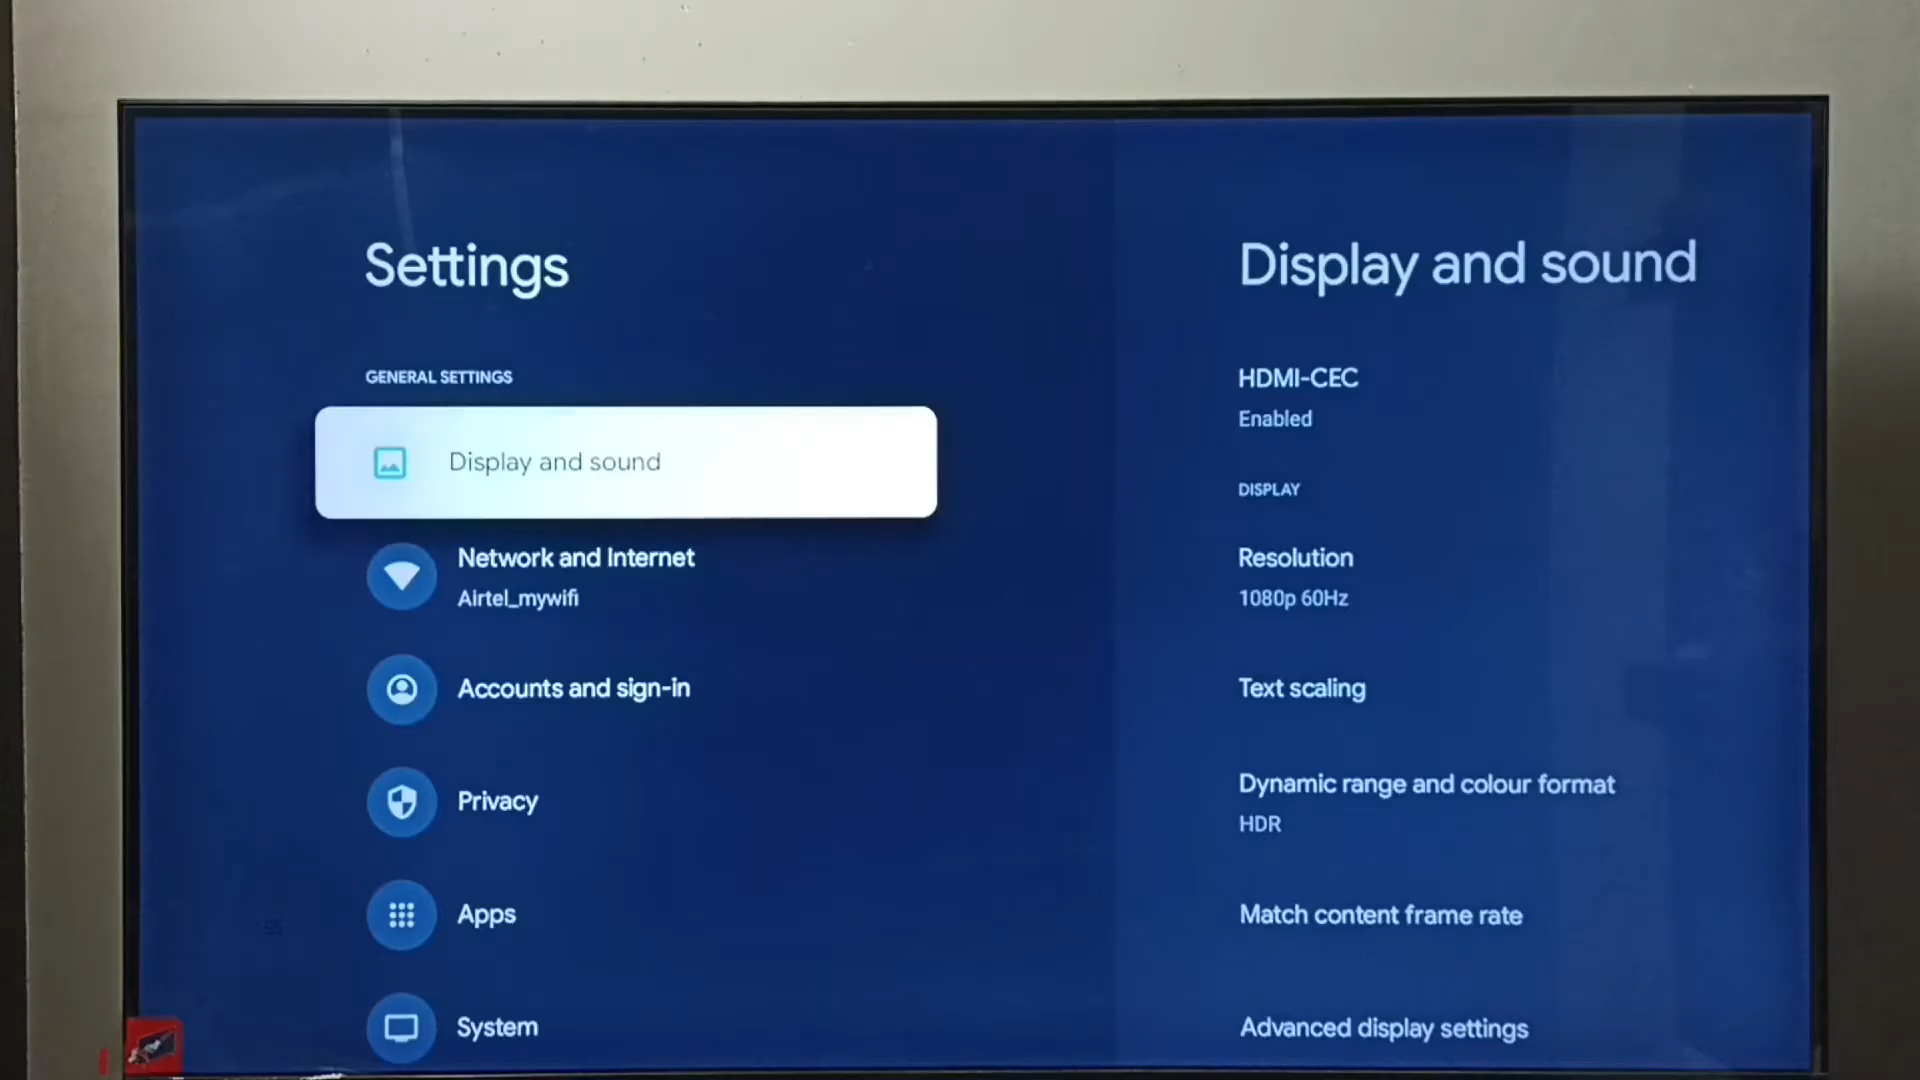 Settings
GENERAL SETTINGS
Display and sound
Network and Internet
Airtel_mywifi
Accounts and sign-in
Privacy
Apps
System
Display and sound
HDMI-CEC
Enabled
DISPLAY
Resolution
1080p 60Hz
Text scaling
Dynamic range and colour format
HDR
Match content frame rate
Advanced display settings